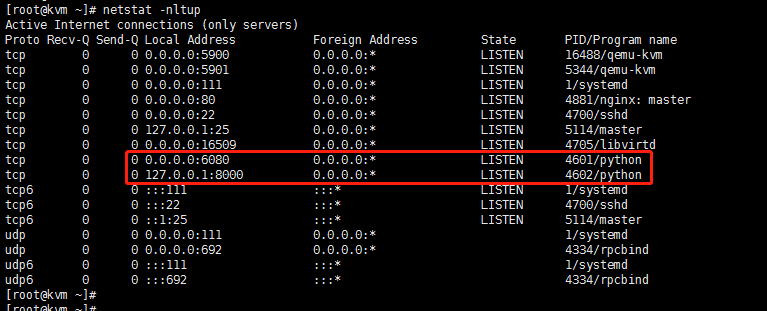 [root@kvm ~]# netstat -nltup
Active Internet connections (only servers)
Proto Recv-Q Send-Q Local Address           Foreign Address         State       PID/Program name
tcp        0      0 0.0.0.0:5900            0.0.0.0:*               LISTEN      16488/qemu-kvm
tcp        0      0 0.0.0.0:5901            0.0.0.0:*               LISTEN      5344/qemu-kvm
tcp        0      0 0.0.0.0:111             0.0.0.0:*               LISTEN      1/systemd
tcp        0      0 0.0.0.0:80              0.0.0.0:*               LISTEN      4881/nginx: master
tcp        0      0 0.0.0.0:22              0.0.0.0:*               LISTEN      4700/sshd
tcp        0      0 127.0.0.1:25            0.0.0.0:*               LISTEN      5114/master
tcp        0      0 0.0.0.0:16509           0.0.0.0:*               LISTEN      4705/libvirtd
tcp        0      0 0.0.0.0:6080            0.0.0.0:*               LISTEN      4601/python
tcp        0      0 127.0.0.1:8000          0.0.0.0:*               LISTEN      4602/python
tcp6       0      0 :::111                  :::*                    LISTEN      1/systemd
tcp6       0      0 :::22                   :::*                    LISTEN      4700/sshd
tcp6       0      0 ::1:25                  :::*                    LISTEN      5114/master
udp        0      0 0.0.0.0:111             0.0.0.0:*                           1/systemd
udp        0      0 0.0.0.0:692             0.0.0.0:*                           4334/rpcbind
udp6       0      0 :::111                  :::*                                1/systemd
udp6       0      0 :::692                  :::*                                4334/rpcbind
[root@kvm ~]#
[root@kvm ~]#